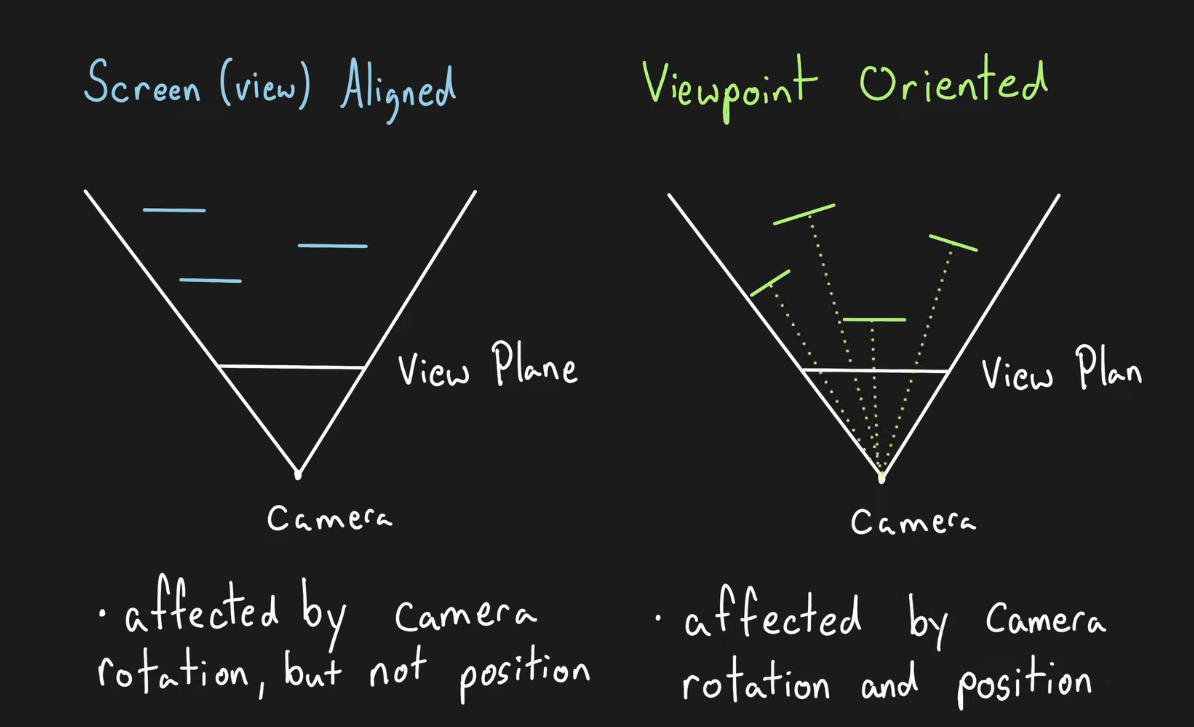 Screen (view) Aligned
View Plane
Camera
• affected by camera
rotation, but not position
Viewpoint Oriented
View Plan
Camera
• affected by camera
rotation and position